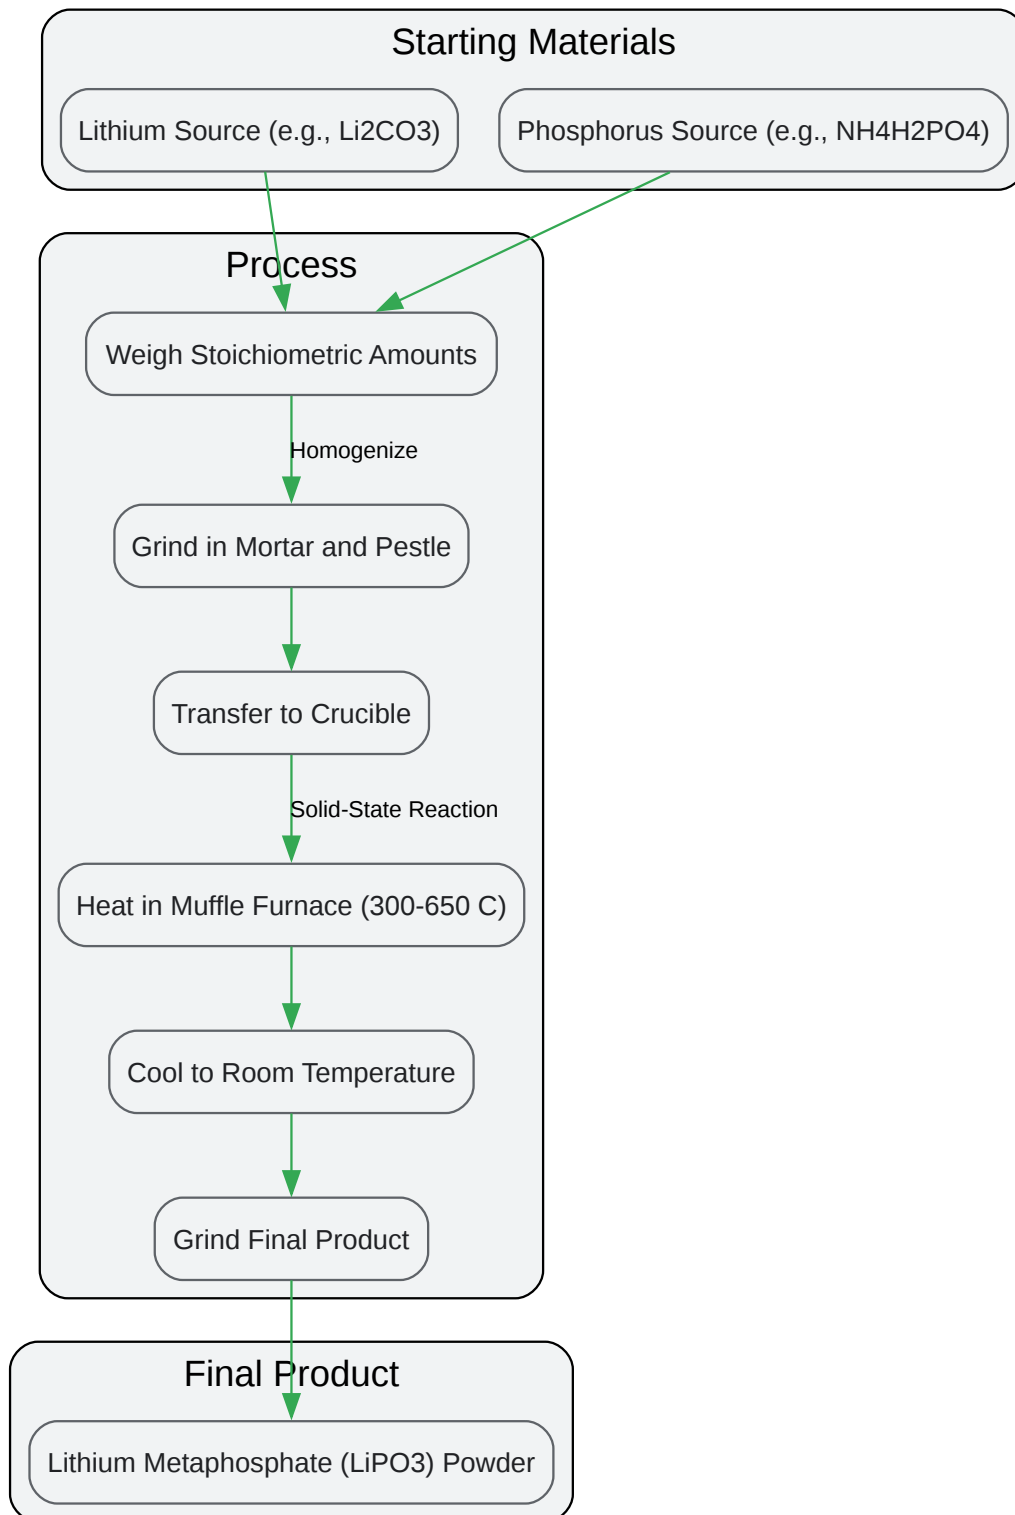 Starting Materials
Lithium Source (e.g., Li2CO3)
Phosphorus Source (e.g., NH4H2PO4)
Process
Weigh Stoichiometric Amounts
Homogenize
Grind in Mortar and Pestle
Transfer to Crucible
Solid-State Reaction
Heat in Muffle Furnace (300-650 C)
Cool to Room Temperature
Grind Final Product
Final Product
Lithium Metaphosphate (LiPO3) Powder